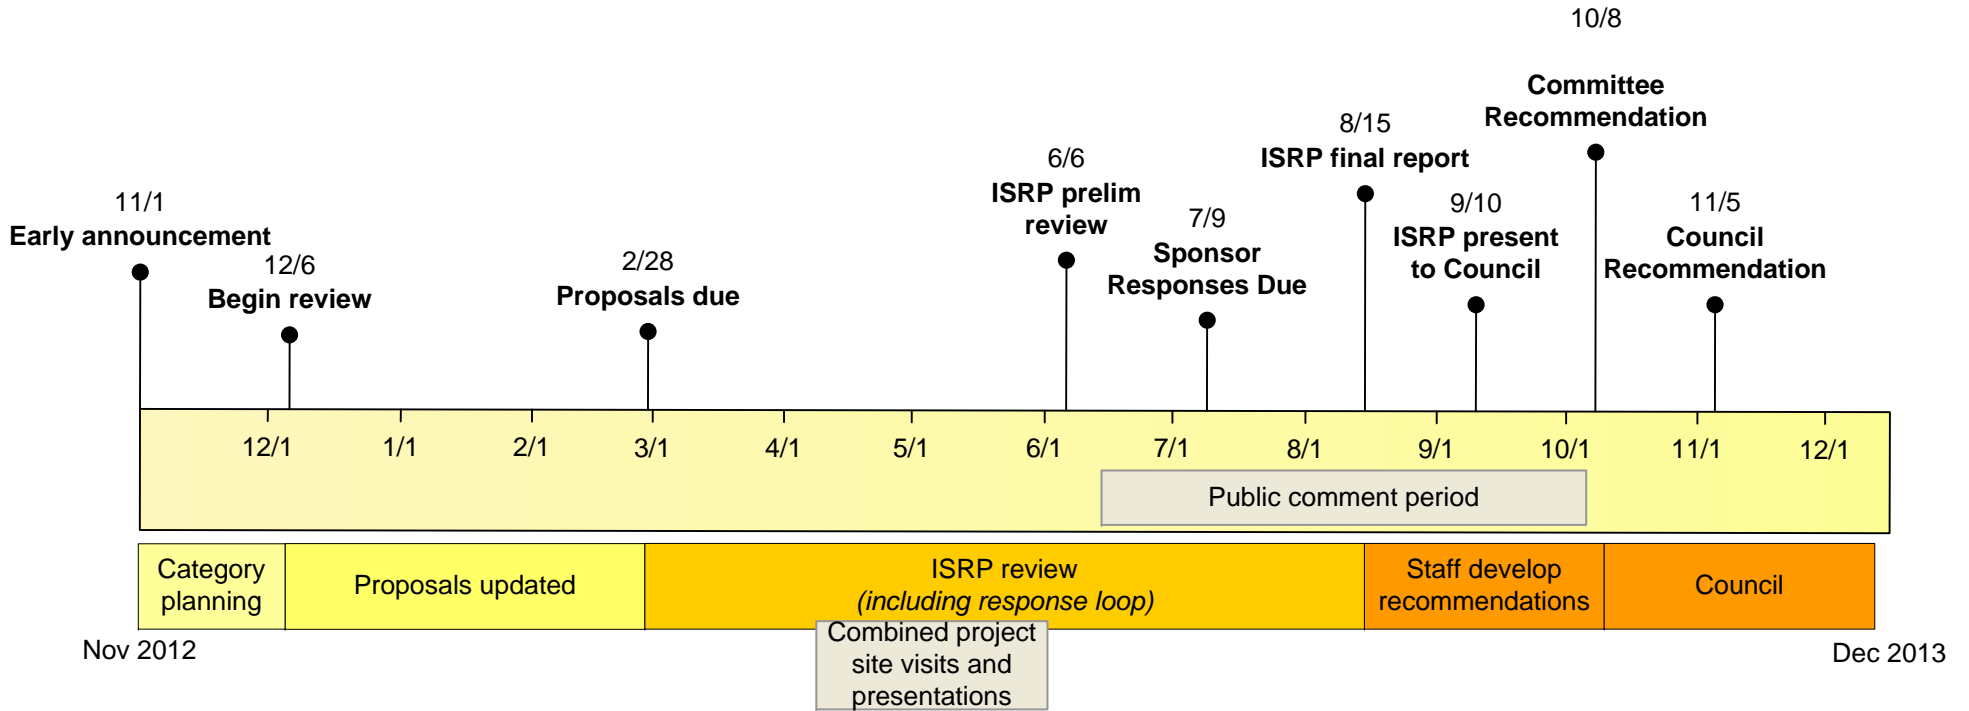 10/8
Committee
Recommendation
8/15
ISRP final report
6/6
ISRP prelim
review
11/1
Early announcement
7/9
Sponsor
Responses Due
9/10
ISRP present
to Council
11/5
Council
Recommendation
12/6
Begin review
2/28
Proposals due
12/1
1/1
2/1
3/1
4/1
5/1
6/1
7/1
8/1
9/1
10/1
11/1
12/1
Public comment period
Category
planning
Proposals updated
ISRP review
(including response loop)
Staff develop
recommendations
Council
Combined project
site visits and
presentations
Nov 2012
Dec 2013